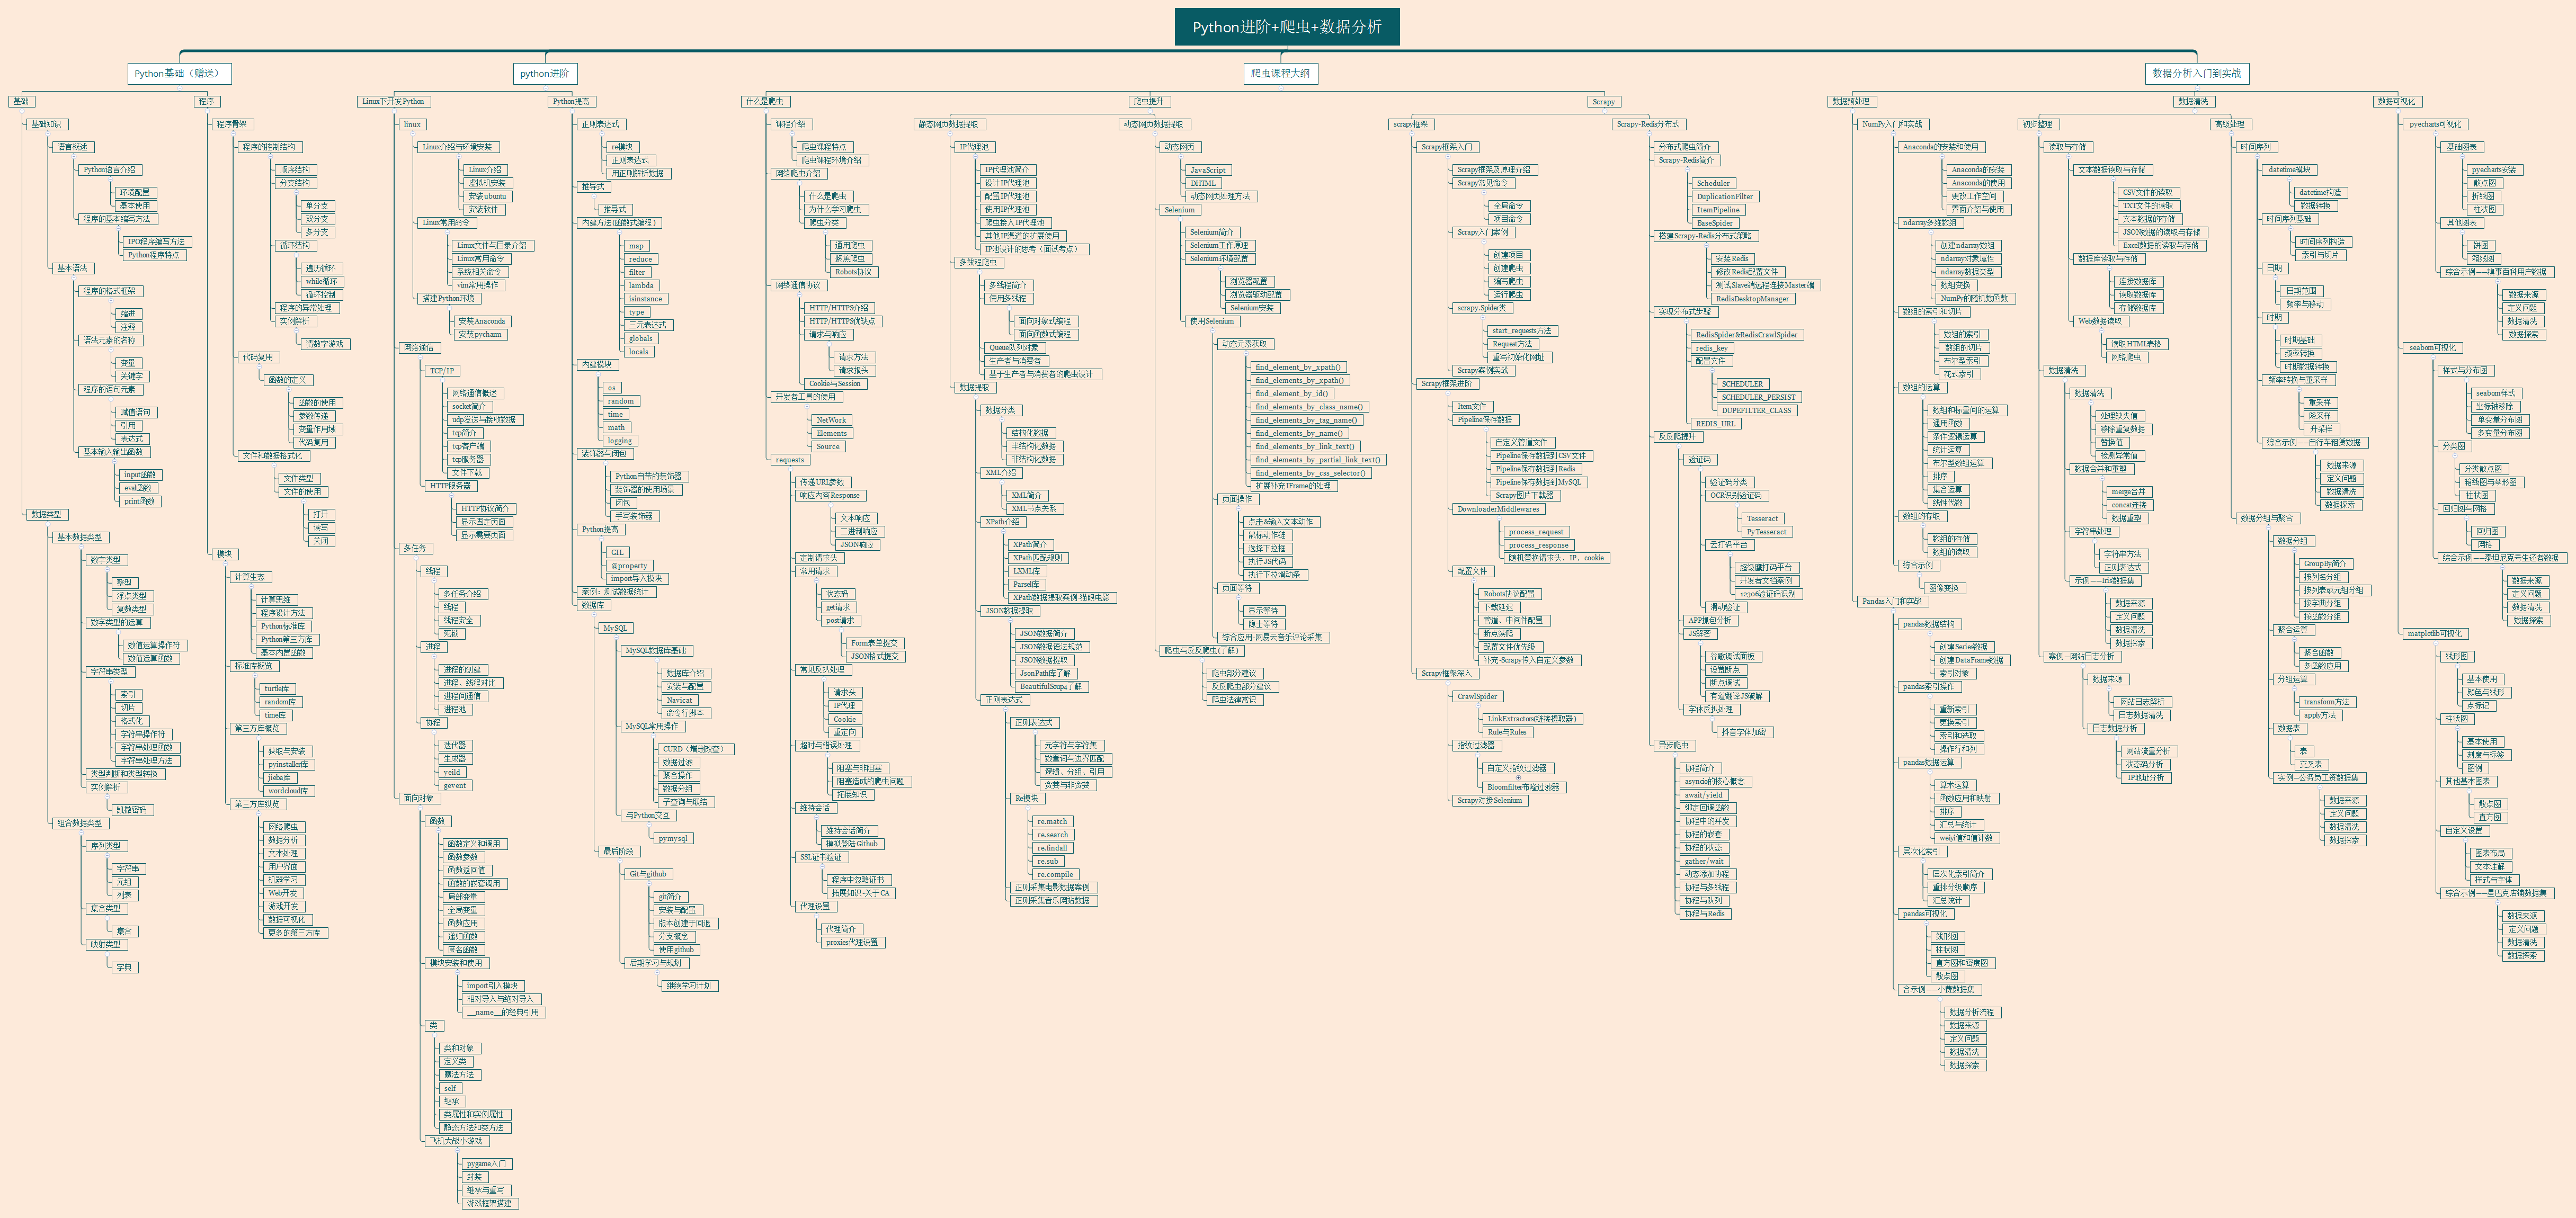 Python进阶+爬虫+数据分析
Python基础（赠送）
基础
基础知识
语言概述
Python语言介绍
环境配置
基本使用
程序的基本编写方法
IPO程序编写方法
Python程序特点
基本语法
程序的格式框架
缩进
注释
语法元素的名称
变量
关键字
程序的语句元素
赋值语句
引用
表达式
基本输入输出函数
input函数
eval函数
print函数
数据类型
基本数据类型
数字类型
整型
浮点类型
复数类型
数字类型的运算
数值运算操作符
数值运算函数
字符串类型
索引
切片
格式化
字符串操作符
字符串处理函数
字符串处理方法
类型判断和类型转换
实例解析
凯撒密码
组合数据类型
序列类型
字符串
元组
列表
集合类型
集合
映射类型
字典
程序
程序骨架
程序的控制结构
顺序结构
分支结构
单分支
双分支
多分支
循环结构
遍历循环
while循环
循环控制
程序的异常处理
实例解析
猜数字游戏
代码复用
函数的定义
函数的使用
参数传递
变量作用域
代码复用
文件和数据格式化
文件类型
文件的使用
打开
读写
关闭
模块
计算生态
计算思维
程序设计方法
Python标准库
Python第三方库
基本内置函数
标准库概览
turtle库
random库
time库
第三方库概览
获取与安装
pyinstaller库
jieba库
wordcloud库
第三方库纵览
网络爬虫
数据分析
文本处理
用户界面
机器学习
Web开发
游戏开发
数据可视化
更多的第三方库
python进阶
Linux下开发Python
linux
Linux介绍与环境安装
Linux介绍
虚拟机安装
安装ubuntu
安装软件
Linux常用命令
Linux文件与目录介绍
Linux常用命令
系统相关命令
vim常用操作
搭建Python环境
安装Anaconda
安装pycharm
网络通信
TCP/IP
网络通信概述
socket简介
udp发送与接收数据
tcp简介
tcp客户端
tcp服务器
文件下载
HTTP服务器
HTTP协议简介
显示固定页面
显示需要页面
多任务
线程
多任务介绍
线程
线程安全
死锁
进程
进程的创建
进程、线程对比
进程间通信
进程池
协程
迭代器
生成器
yeild
gevent
面向对象
函数
函数定义和调用
函数参数
函数返回值
函数的嵌套调用
局部变量
全局变量
函数应用
递归函数
匿名函数
模块安装和使用
import引入模块
相对导入与绝对导入
__name__的经典引用
类
类和对象
定义类
魔法方法
self
继承
类属性和实例属性
静态方法和类方法
飞机大战小游戏
pygame入门
封装
继承与重写
游戏框架搭建
Python提高
正则表达式
re模块
正则表达式
用正则解析数据
推导式
推导式
内建方法(函数式编程）
map
reduce
filter
lambda
isinstance
type
三元表达式
globals
locals
内建模块
os
random
time
math
logging
装饰器与闭包
Python自带的装饰器
装饰器的使用场景
闭包
手写装饰器
Python提高
GIL
@property
import导入模块
案例：测试数据统计
数据库
MySQL
MySQL数据库基础
数据库介绍
安装与配置
Navicat
命令行脚本
MySQL常用操作
CURD（增删改查）
数据过滤
聚合操作
数据分组
子查询与联结
与Python交互
pymysql
最后阶段
Git与github
git简介
安装与配置
版本创建于回退
分支概念
使用github
后期学习与规划
继续学习计划
爬虫课程大纲
什么是爬虫
课程介绍
爬虫课程特点
爬虫课程环境介绍
网络爬虫介绍
什么是爬虫
为什么学习爬虫
爬虫分类
通用爬虫
聚焦爬虫
Robots协议
网络通信协议
HTTP/HTTPS介绍
HTTP/HTTPS优缺点
请求与响应
请求方法
请求报头
Cookie与Session
开发者工具的使用
NetWork
Elements
Source
requests
传递URL参数
响应内容Response
文本响应
二进制响应
JSON响应
定制请求头
常用请求
状态码
get请求
post请求
Form表单提交
JSON格式提交
常见反扒处理
请求头
IP代理
Cookie
重定向
超时与错误处理
阻塞与非阻塞
阻塞造成的爬虫问题
拓展知识
维持会话
维持会话简介
模拟登陆Github
SSL证书验证
程序中忽略证书
拓展知识-关于CA
代理设置
代理简介
proxies代理设置
爬虫提升
静态网页数据提取
IP代理池
IP代理池简介
设计IP代理池
配置IP代理池
使用IP代理池
爬虫接入IP代理池
其他IP渠道的扩展使用
IP池设计的思考（面试考点）
多线程爬虫
多线程简介
使用多线程
面向对象式编程
面向函数式编程
Queue队列对象
生产者与消费者
基于生产者与消费者的爬虫设计
数据提取
数据分类
结构化数据
半结构化数据
非结构化数据
XML介绍
XML简介
XML节点关系
XPath介绍
XPath简介
XPath匹配规则
LXML库
Parsel库
XPath数据提取案例-猫眼电影
JSON数据提取
JSON数据简介
JSON数据语法规范
JSON数据提取
JsonPath库了解
BeautifulSoup4了解
正则表达式
正则表达式
元字符与字符集
数量词与边界匹配
逻辑、分组、引用
贪婪与非贪婪
Re模块
re.match
re.search
re.findall
re.sub
re.compile
正则采集电影数据案例
正则采集音乐网站数据
动态网页数据提取
动态网页
JavaScript
DHTML
动态网页处理方法
Selenium
Selenium简介
Selenium工作原理
Selenium环境配置
浏览器配置
浏览器驱动配置
Selenium安装
使用Selenium
动态元素获取
find_element_by_xpath()
find_elements_by_xpath()
find_element_by_id()
find_elements_by_class_name()
find_elements_by_tag_name()
find_elements_by_name()
find_elements_by_link_text()
find_elements_by_partial_link_text()
find_elements_by_css_selector()
扩展补充IFrame的处理
页面操作
点击&输入文本动作
鼠标动作链
选择下拉框
执行JS代码
执行下拉滑动条
页面等待
显示等待
隐士等待
综合应用-网易云音乐评论采集
爬虫与反反爬虫(了解）
爬虫部分建议
反反爬虫部分建议
爬虫法律常识
Scrapy
scrapy框架
Scrapy框架入门
Scrapy框架及原理介绍
Scrapy常见命令
全局命令
项目命令
Scrapy入门案例
创建项目
创建爬虫
编写爬虫
运行爬虫
scrapy.Spider类
start_requests方法
Request方法
重写初始化网址
Scrapy案例实战
Scrapy框架进阶
Item文件
Pipeline保存数据
自定义管道文件
Pipeline保存数据到CSV文件
Pipeline保存数据到Redis
Pipeline保存数据到MySQL
Scrapy图片下载器
DownloaderMiddlewares
process_request
process_response
随机替换请求头、IP、cookie
配置文件
Robots协议配置
下载延迟
管道、中间件配置
断点续爬
配置文件优先级
补充-Scrapy传入自定义参数
Scrapy框架深入
CrawlSpider
LinkExtractors(链接提取器）
Rule与Rules
指纹过滤器
自定义指纹过滤器
Bloomfilter布隆过滤器
Scrapy对接Selenium
Scrapy-Redis分布式
分布式爬虫简介
Scrapy-Redis简介
Scheduler
DuplicationFilter
ItemPipeline
BaseSpider
搭建Scrapy-Redis分布式策略
安装Redis
修改Redis配置文件
测试Slave端远程连接Master端
RedisDesktopManager
实现分布式步骤
RedisSpider&RedisCrawlSpider
redis_key
配置文件
SCHEDULER
SCHEDULER_PERSIST
DUPEFILTER_CLASS
REDIS_URL
反反爬提升
验证码
验证码分类
OCR识别验证码
Tesseract
PyTesseract
云打码平台
超级鹰打码平台
开发者文档案例
12306验证码识别
滑动验证
APP抓包分析
JS解密
谷歌调试面板
设置断点
断点调试
有道翻译JS破解
字体反扒处理
抖音字体加密
异步爬虫
协程简介
asyncio的核心概念
await/yield
绑定回调函数
协程中的并发
协程的嵌套
协程的状态
gather/wait
动态添加协程
协程与多线程
协程与队列
协程与Redis
数据分析入门到实战
数据预处理
NumPy入门和实战
Anaconda的安装和使用
Anaconda的安装
Anaconda的使用
更改工作空间
界面介绍与使用
ndarray多维数组
创建ndarray数组
ndarray对象属性
ndarray数据类型
数组变换
NumPy的随机数函数
数组的索引和切片
数组的索引
数组的切片
布尔型索引
花式索引
数组的运算
数组和标量间的运算
通用函数
条件逻辑运算
统计运算
布尔型数组运算
排序
集合运算
线性代数
数组的存取
数组的存储
数组的读取
综合示例
图像变换
Pandas入门和实战
pandas数据结构
创建Series数据
创建DataFrame数据
索引对象
pandas索引操作
重新索引
更换索引
索引和选取
操作行和列
pandas数据运算
算术运算
函数应用和映射
排序
汇总与统计
weiyi值和值计数
层次化索引
层次化索引简介
重排分级顺序
汇总统计
pandas可视化
线形图
柱状图
直方图和密度图
散点图
合示例——小费数据集
数据分析流程
数据来源
定义问题
数据清洗
数据探索
数据清洗
初步整理
读取与存储
文本数据读取与存储
CSV文件的读取
TXT文件的读取
文本数据的存储
JSON数据的读取与存储
Excel数据的读取与存储
数据库读取与存储
连接数据库
读取数据库
存储数据库
Web数据读取
读取HTML表格
网络爬虫
数据清洗
数据清洗
处理缺失值
移除重复数据
替换值
检测异常值
数据合并和重塑
merge合并
concat连接
数据重塑
字符串处理
字符串方法
正则表达式
示例——Iris数据集
数据来源
定义问题
数据清洗
数据探索
案例—网站日志分析
数据来源
网站日志解析
日志数据清洗
日志数据分析
网站流量分析
状态码分析
IP地址分析
高级处理
时间序列
datetime模块
datetime构造
数据转换
时间序列基础
时间序列构造
索引与切片
日期
日期范围
频率与移动
时期
时期基础
频率转换
时期数据转换
频率转换与重采样
重采样
降采样
升采样
综合示例——自行车租赁数据
数据来源
定义问题
数据清洗
数据探索
数据分组与聚合
数据分组
GroupBy简介
按列名分组
按列表或元组分组
按字典分组
按函数分组
聚合运算
聚合函数
多函数应用
分组运算
transform方法
apply方法
数据表
表
交叉表
实例—公务员工资数据集
数据来源
定义问题
数据清洗
数据探索
数据可视化
pyecharts可视化
基础图表
pyecharts安装
散点图
折线图
柱状图
其他图表
饼图
箱线图
综合示例——糗事百科用户数据
数据来源
定义问题
数据清洗
数据探索
seaborn可视化
样式与分布图
seaborn样式
坐标轴移除
单变量分布图
多变量分布图
分类图
分类散点图
箱线图与琴形图
柱状图
回归图与网格
回归图
网格
综合示例——泰坦尼克号生还者数据
数据来源
定义问题
数据清洗
数据探索
matplotlib可视化
线形图
基本使用
颜色与线形
点标记
柱状图
基本使用
刻度与标签
图例
其他基本图表
散点图
直方图
自定义设置
图表布局
文本注解
样式与字体
综合示例——星巴克店铺数据集
数据来源
定义问题
数据清洗
数据探索